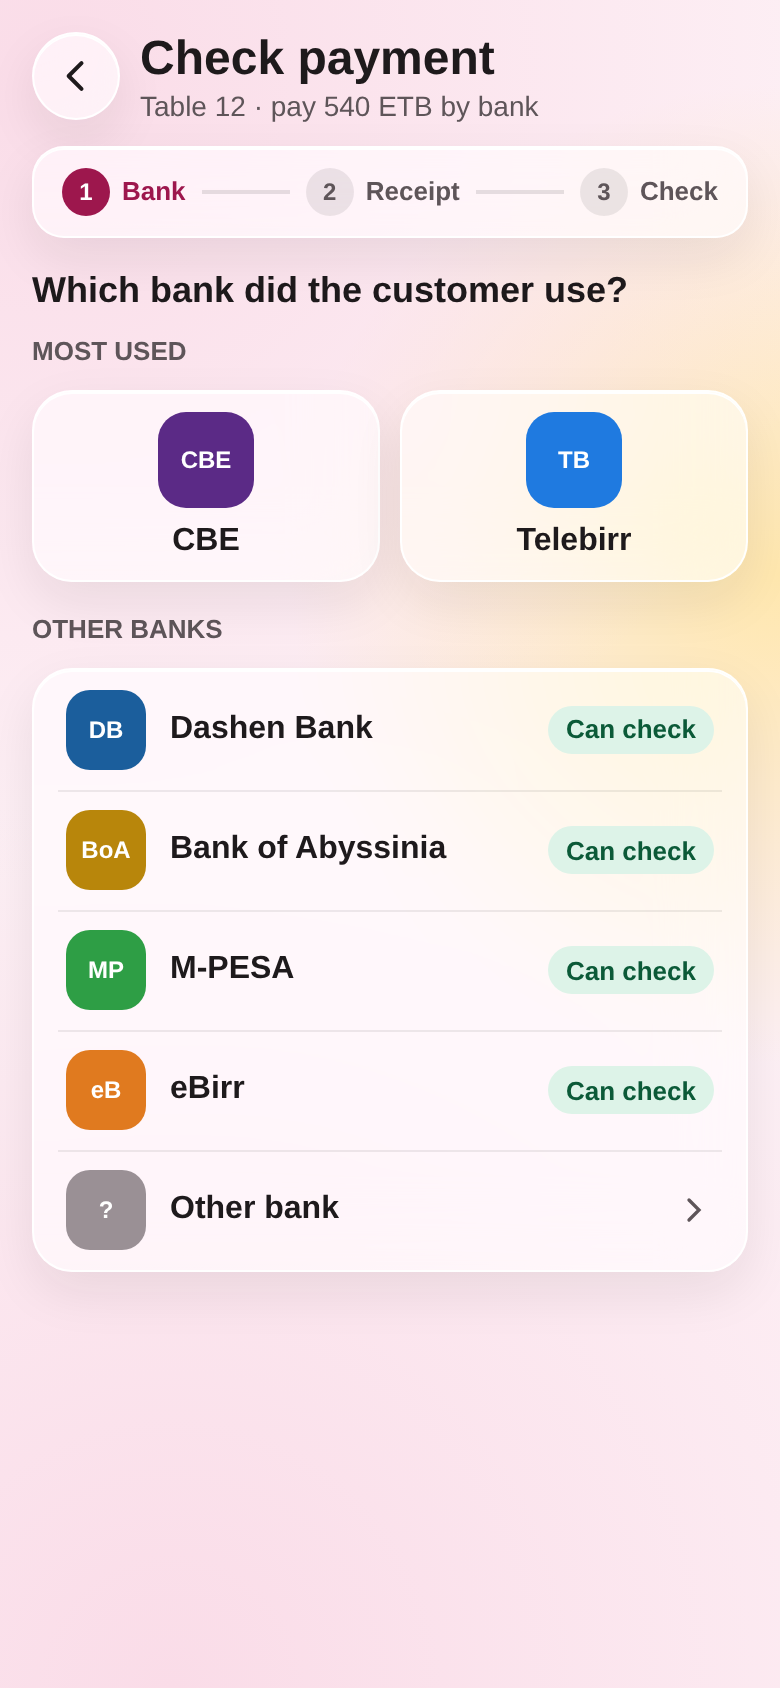 Check payment
Table 12 · pay 540 ETB by bank
1 Bank 2 Receipt 3 Check
Which bank did the customer use?
MOST USED
CBE
CBE
TB
Telebirr
OTHER BANKS
DB Dashen Bank Can check
BoA Bank of Abyssinia Can check
MP M-PESA Can check
eB eBirr Can check
? Other bank